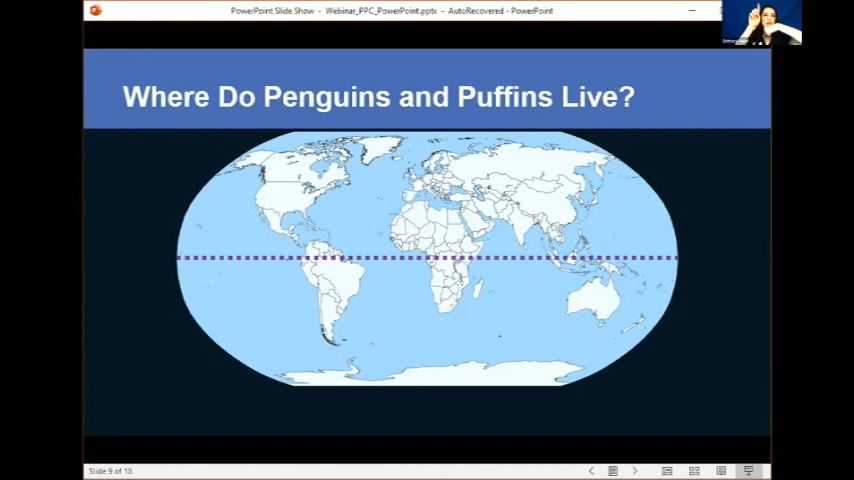 PowerPoint Slide Show - Webinar_PPC_PowerPoint.pptx - AutoRecovered - PowerPoint
Where Do Penguins and Puffins Live?
Slide 9 of 18